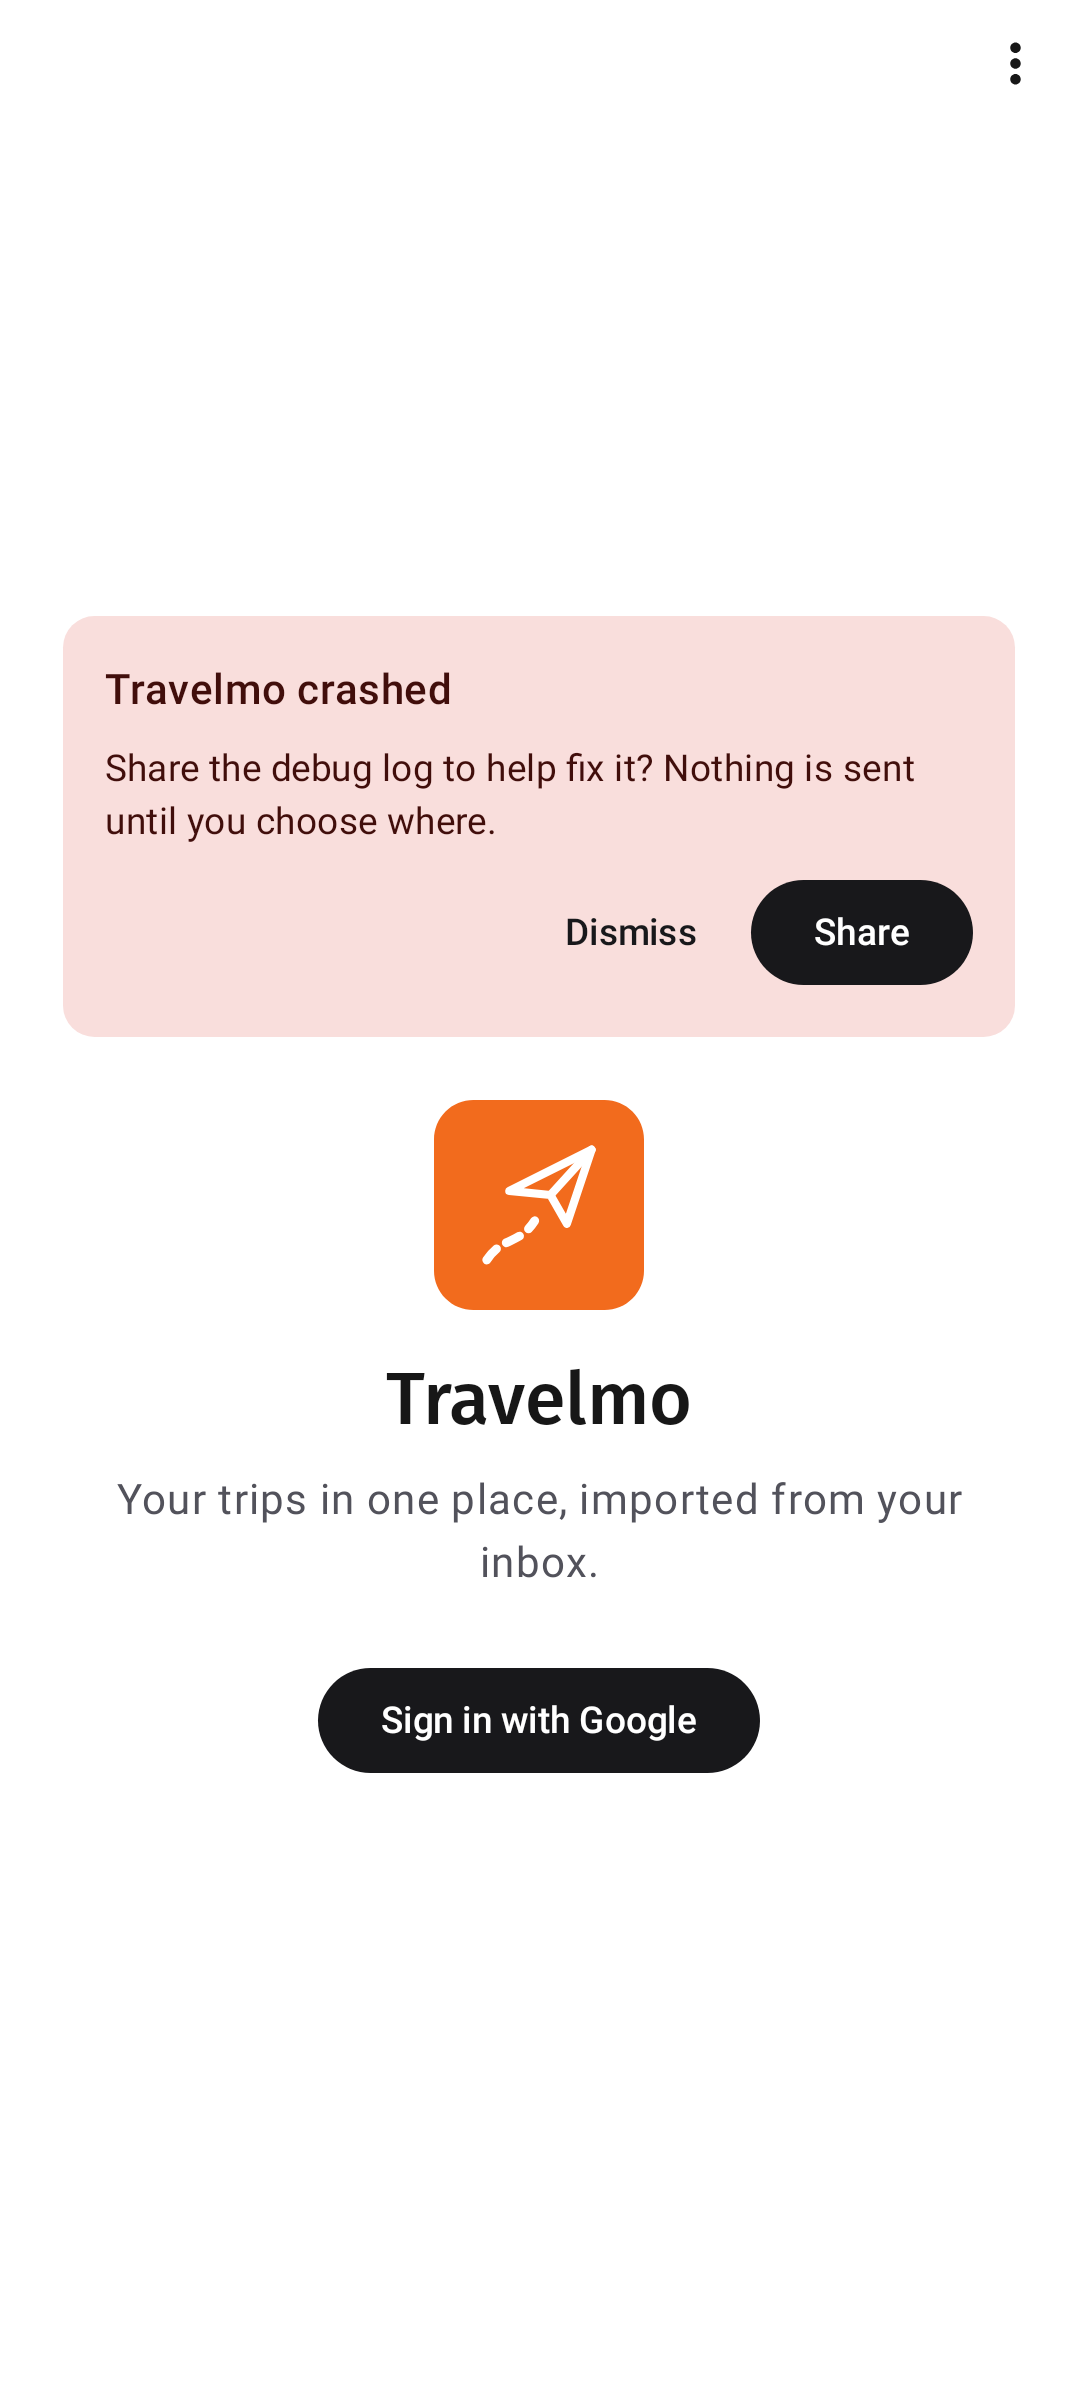 Travelmo crashed
Share the debug log to help fix it? Nothing is sent
until you choose where.
Dismiss
Share
Travelmo
Your trips in one place, imported from your
inbox.
Sign in with Google